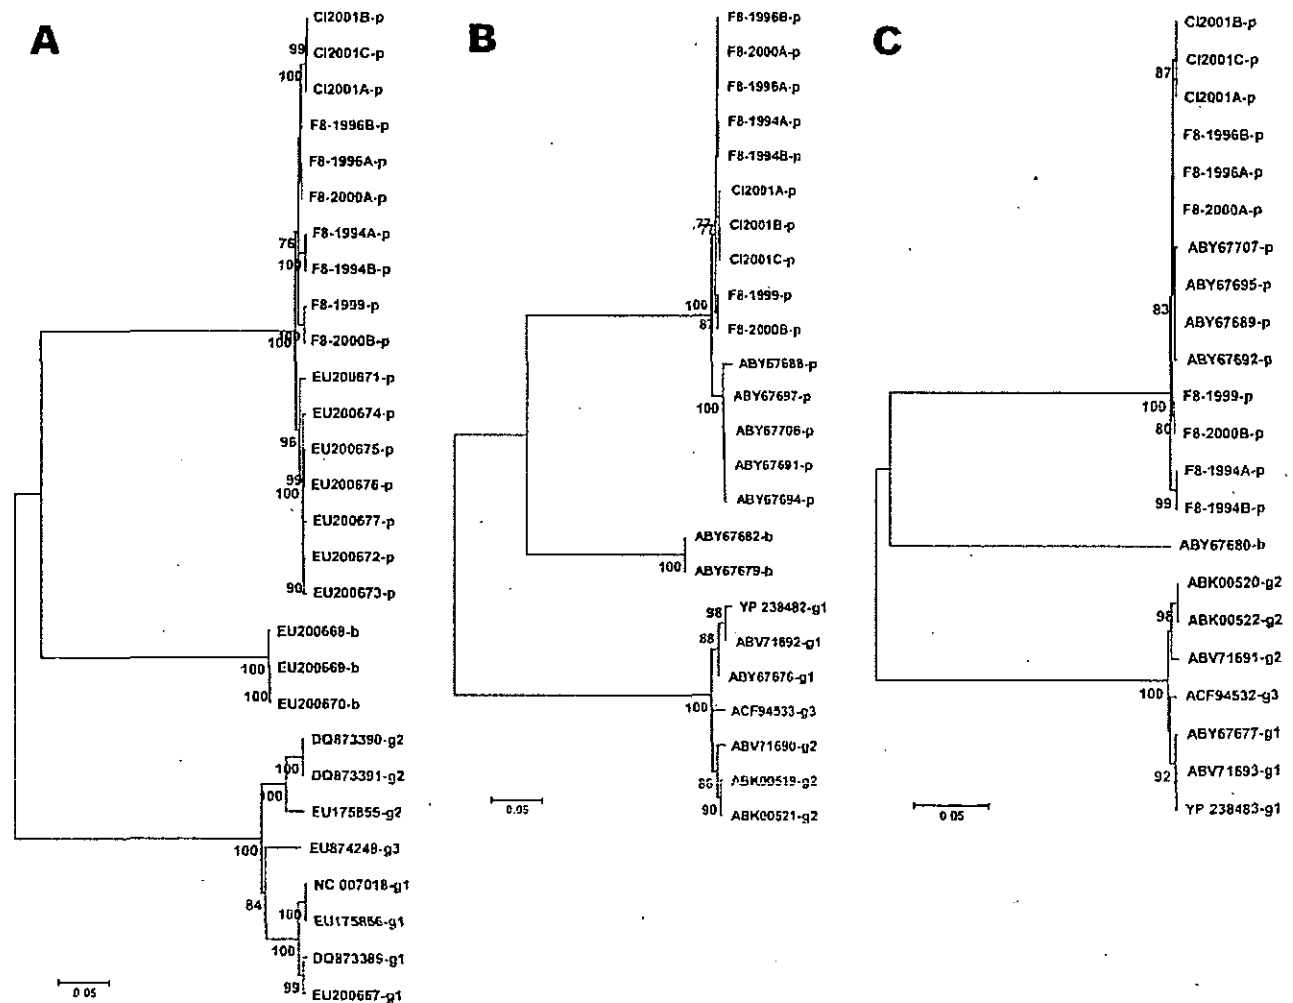 A
CI2001B-p
99
CI2001C-p
100
CI2001A-p
F8-1996B-p
F8-1996A-p
F8-2000A-p
F8-1994A-p
76
100
F8-1994B-p
F8-1999-p
100
100
F8-2000B-p
EU200671-p
EU200674-p
96
EU200675-p
99
EU200676-p
100
EU200677-p
EU200672-p
90
EU200673-p
EU200668-b
100
EU200669-b
100
EU200670-b
DQ873390-g2
100
DQ873391-g2
100
EU175855-g2
100
EU874248-g3
NC 007018-g1
84
100
EU175856-g1
100
DQ873389-g1
99
EU200667-g1
0.05
B
F8-1996B-p
F8-2000A-p
F8-1996A-p
F8-1994A-p
F8-1994B-p
CI2001A-p
77
77
CI2001B-p
CI2001C-p
100
F8-1999-p
87
F8-2000B-p
ABY67688-p
ABY67697-p
100
ABY67706-p
ABY67691-p
ABY67694-p
ABY67682-b
100
ABY67679-b
98
YP 238482-g1
88
ABV71692-g1
ABY67676-g1
100
ACF94533-g3
ABV71690-g2
86
ABK00519-g2
90
ABK00521-g2
0.05
C
CI2001B-p
87
CI2001C-p
CI2001A-p
F8-1996B-p
F8-1996A-p
F8-2000A-p
ABY67707-p
ABY67695-p
83
ABY67689-p
ABY67692-p
100
F8-1999-p
80
F8-2000B-p
F8-1994A-p
99
F8-1994B-p
ABY67680-b
ABK00520-g2
98
ABK00522-g2
ABV71691-g2
100
ACF94532-g3
ABY67677-g1
92
ABV71693-g1
YP 238483-g1
0.05